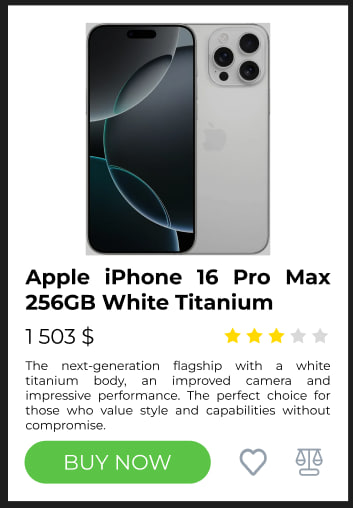 Apple iPhone 16 Pro Max
256GB White Titanium
1 503 $
The next-generation flagship with a white
titanium body, an improved camera and
impressive performance. The perfect choice for
those who value style and capabilities without
compromise.
BUY NOW